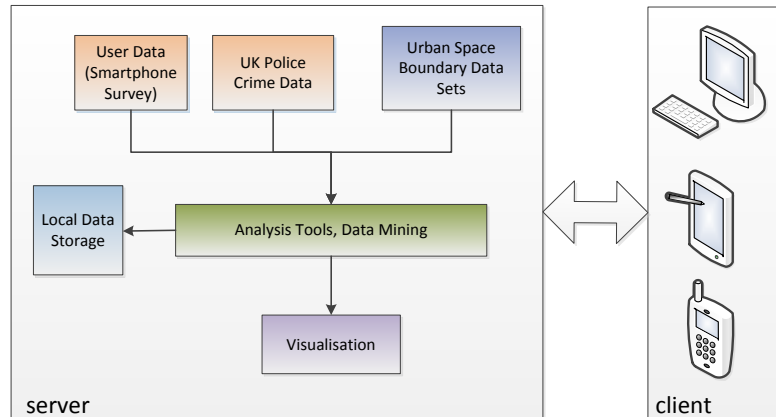 User Data
(Smartphone
Survey)
UK Police
Crime Data
Urban Space
Boundary Data
Sets
Local Data
Storage
Analysis Tools, Data Mining
Visualisation
server
client